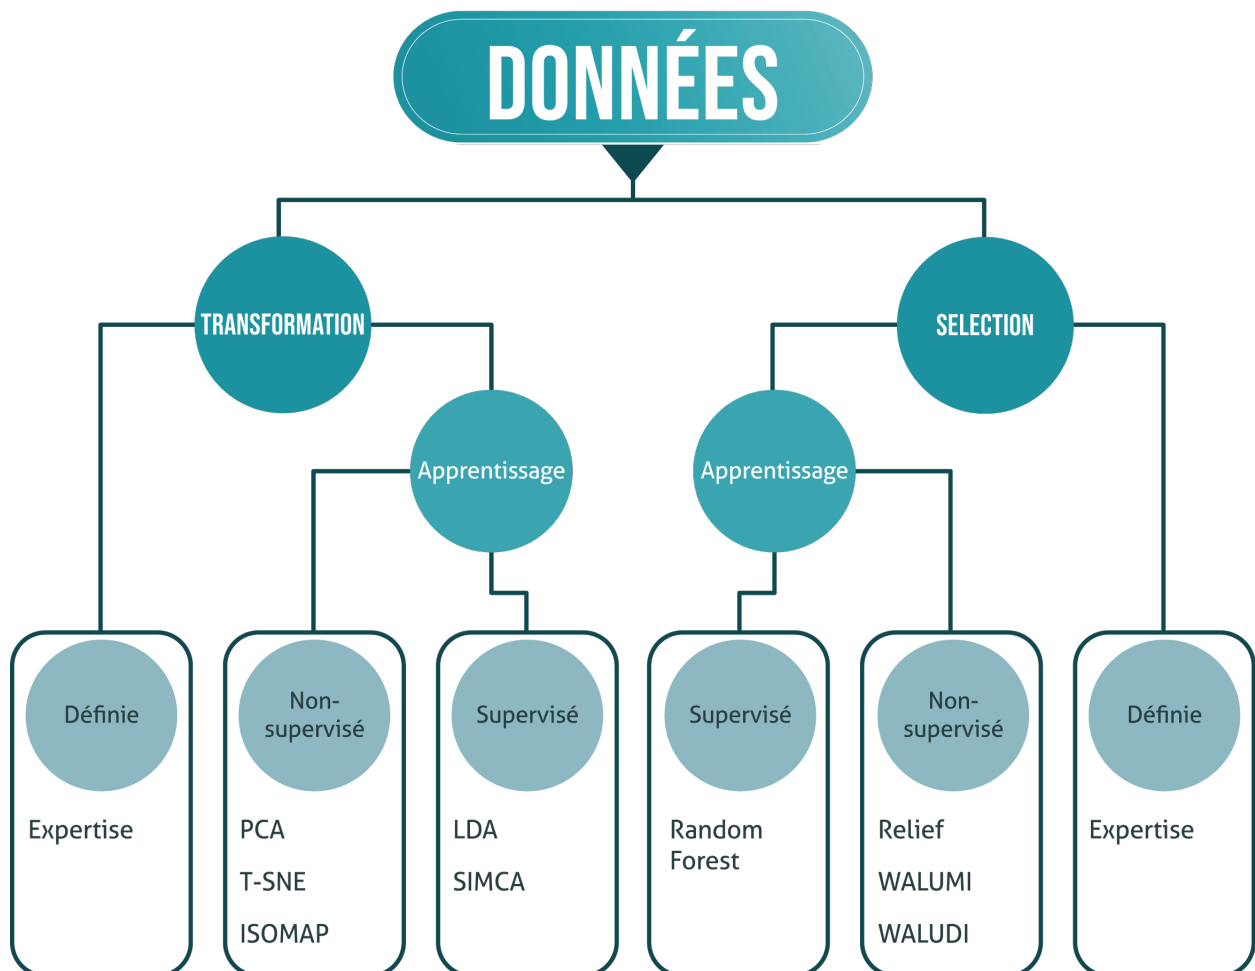 DONNÉES
TRANSFORMATION
SELECTION
Apprentissage
Apprentissage
Définie
Expertise
Non-
supervisé
PCA
T-SNE
ISOMAP
Supervisé
LDA
SIMCA
Supervisé
Random
Forest
Non-
supervisé
Relief
WALUMI
WALUDI
Définie
Expertise